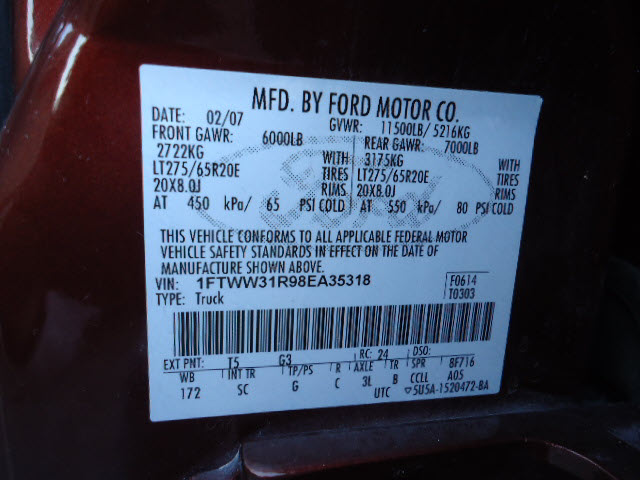 MFD. BY FORD MOTOR CO.
DATE: 02/07 GVWR: 11500LB/ 5216KG
FRONT GAWR: 6000LB REAR GAWR: 7000LB
2722KG WITH 3175KG WITH
LT275/65R20E TIRES LT275/65R20E TIRES
20X8.0J RIMS 20X8.0J RIMS
AT 450 kPa/ 65 PSI COLD AT 550 kPa/ 80 PSI COLD
THIS VEHICLE CONFORMS TO ALL APPLICABLE FEDERAL MOTOR
VEHICLE SAFETY STANDARDS IN EFFECT ON THE DATE OF
MANUFACTURE SHOWN ABOVE.
VIN: 1FTWW31R98EA35318 F0614
TYPE: Truck T0303
EXT PNT: T5 G3 RC: 24 DSO:
WB INT TR TP/PS R AXLE TR SPR 8F716
172 SC G C 3L B CCLL A05
UTC 5U5A-1520472-BA
Ford